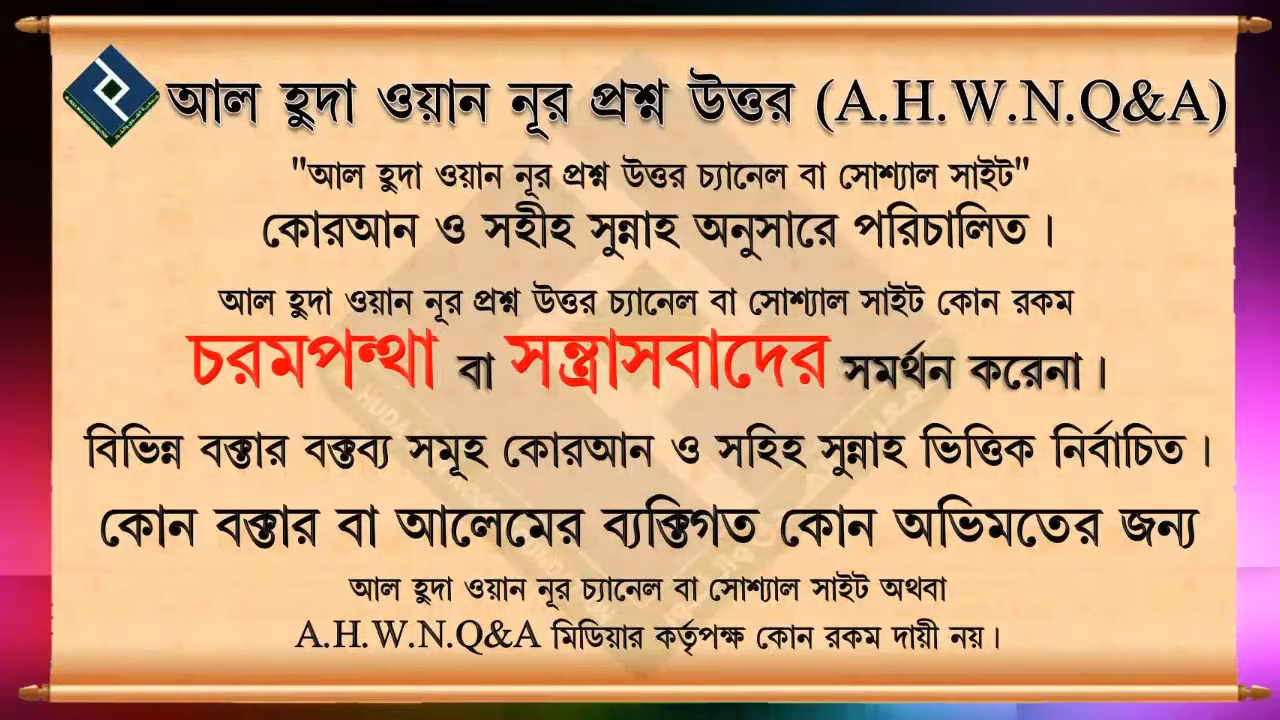 আল হুদা ওয়ান নূর প্রশ্ন উত্তর (A.H.W.N.Q&A)
"আল হুদা ওয়ান নূর প্রশ্ন উত্তর চ্যানেল বা সোশ্যাল সাইট"
কোরআন ও সহীহ সুন্নাহ অনুসারে পরিচালিত।
আল হুদা ওয়ান নূর প্রশ্ন উত্তর চ্যানেল বা সোশ্যাল সাইট কোন রকম
চরমপন্থা বা সন্ত্রাসবাদের সমর্থন করেনা।
বিভিন্ন বক্তার বক্তব্য সমূহ কোরআন ও সহিহ সুন্নাহ ভিত্তিক নির্বাচিত।
কোন বক্তার বা আলেমের ব্যক্তিগত কোন অভিমতের জন্য
আল হুদা ওয়ান নূর চ্যানেল বা সোশ্যাল সাইট অথবা
A.H.W.N.Q&A মিডিয়ার কর্তৃপক্ষ কোন রকম দায়ী নয়।